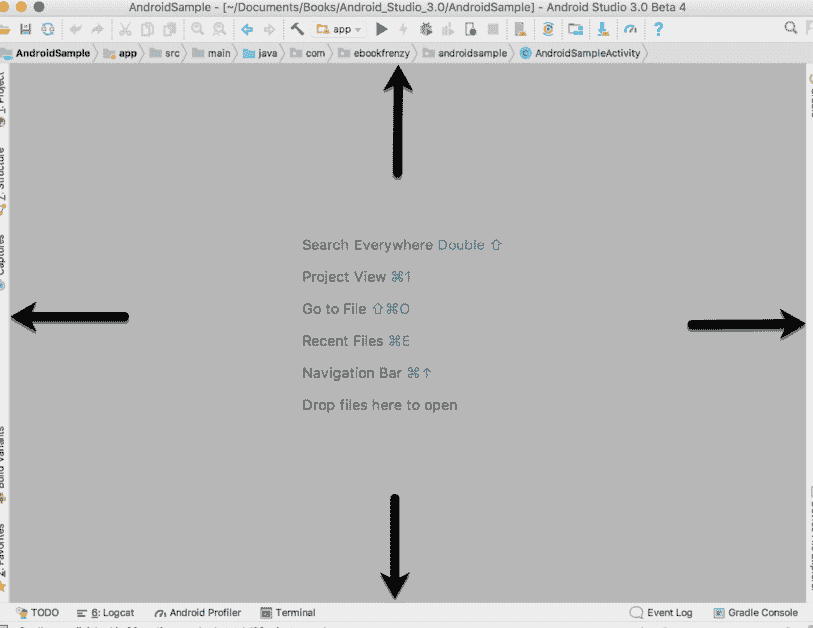 AndroidSample - [~/Documents/Books/Android_Studio_3.0/AndroidSample] - Android Studio 3.0 Beta 4
app
AndroidSample app src main java com ebookfrenzy androidsample AndroidSampleActivity
1: Project
Z: Structure
Captures
Build Variants
2: Favorites
Search Everywhere Double ⇧
Project View ⌘1
Go to File ⇧⌘O
Recent Files ⌘E
Navigation Bar ⌘↑
Drop files here to open
TODO 6: Logcat Android Profiler Terminal Event Log Gradle Console